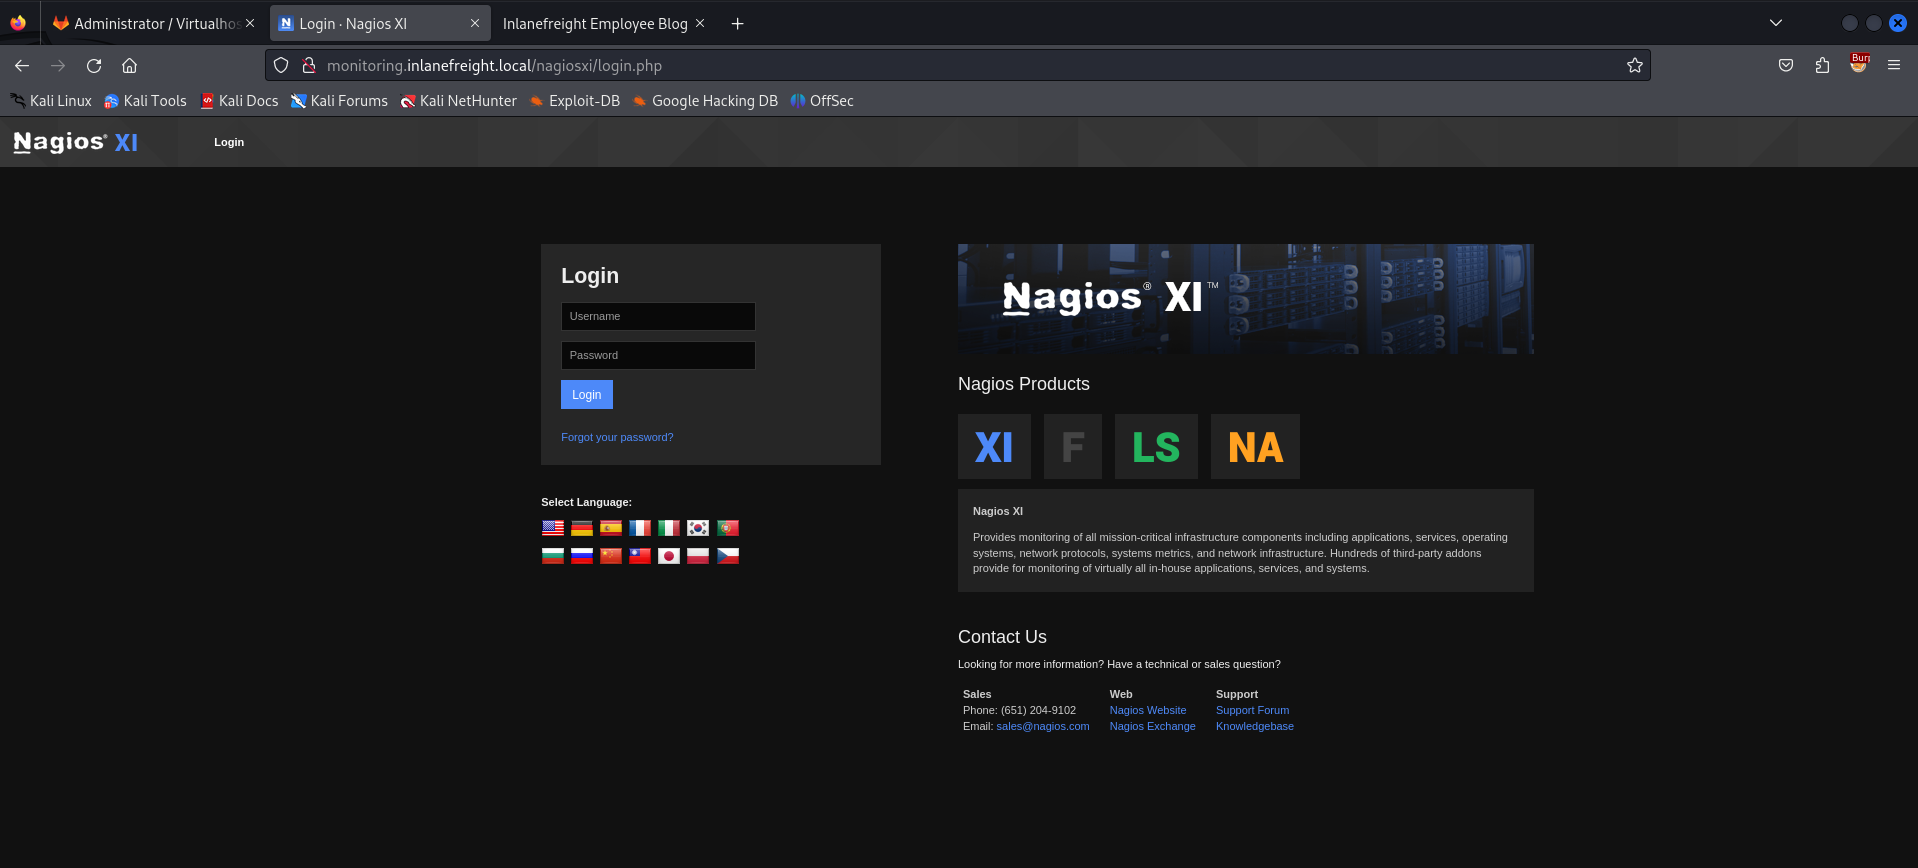 Administrator / Virtualhos
Login · Nagios XI
Inlanefreight Employee Blog
monitoring.inlanefreight.local/nagiosxi/login.php
Kali Linux Kali Tools Kali Docs Kali Forums Kali NetHunter Exploit-DB Google Hacking DB OffSec
Nagios® XI
Login
Login
Username
Password
Login
Forgot your password?
Select Language:
Nagios® XI™
Nagios Products
XI F LS NA
Nagios XI
Provides monitoring of all mission-critical infrastructure components including applications, services, operating
systems, network protocols, systems metrics, and network infrastructure. Hundreds of third-party addons
provide for monitoring of virtually all in-house applications, services, and systems.
Contact Us
Looking for more information? Have a technical or sales question?
Sales
Phone: (651) 204-9102
Email: sales@nagios.com
Web
Nagios Website
Nagios Exchange
Support
Support Forum
Knowledgebase